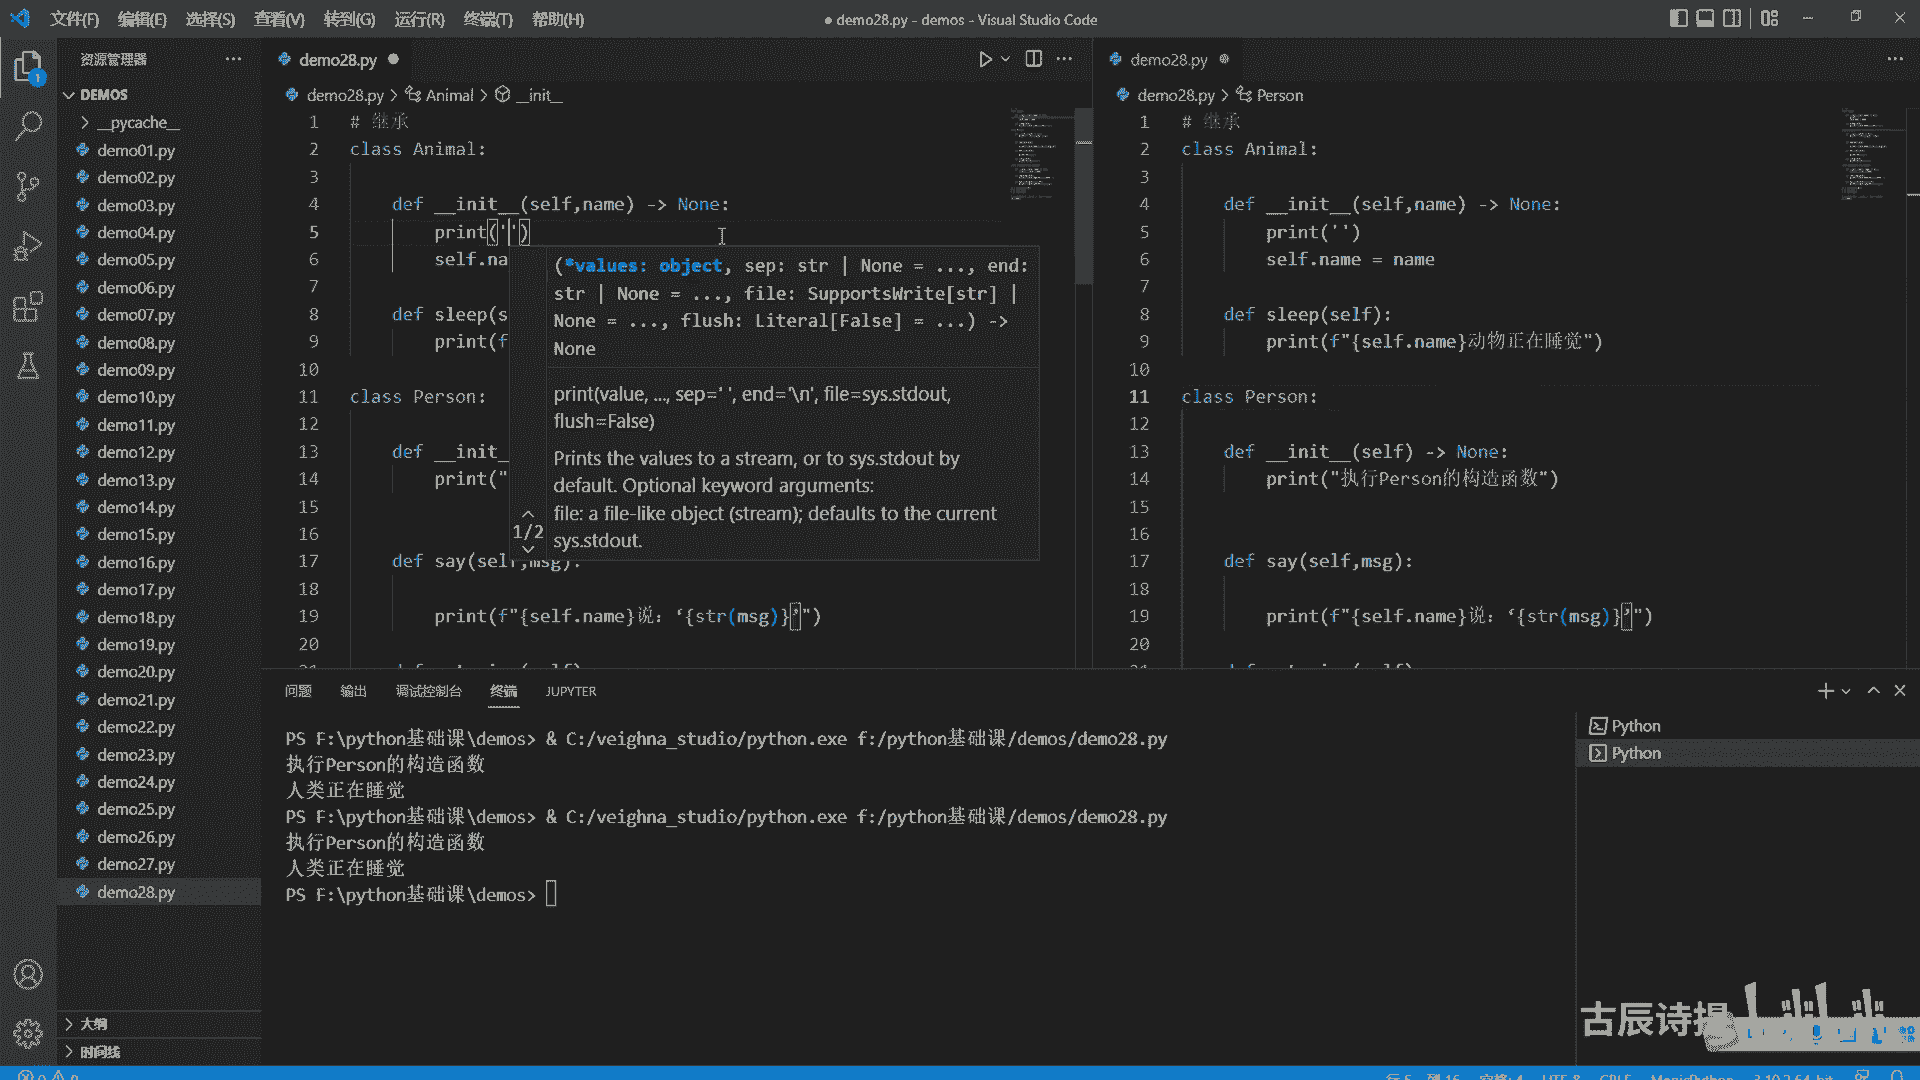 文件(F) 编辑(E) 选择(S) 查看(V) 转到(G) 运行(R) 终端(T) 帮助(H)
● demo28.py - demos - Visual Studio Code
资源管理器
DEMOS
__pycache__
demo01.py
demo02.py
demo03.py
demo04.py
demo05.py
demo06.py
demo07.py
demo08.py
demo09.py
demo10.py
demo11.py
demo12.py
demo13.py
demo14.py
demo15.py
demo16.py
demo17.py
demo18.py
demo19.py
demo20.py
demo21.py
demo22.py
demo23.py
demo24.py
demo25.py
demo26.py
demo27.py
demo28.py
大纲
时间线
1
demo28.py
demo28.py > Animal > __init__
1 # 继承
2 class Animal:
3
4 def __init__(self,name) -> None:
5 print('')
6 self.na
7
8 def sleep(s
9 print(f
10
11 class Person:
12
13 def __init__
14 print("
15
16
17 def say(self,msg):
18
19 print(f"{self.name}说：‘{str(msg)}’")
20
(*values: object, sep: str | None = ..., end:
str | None = ..., file: SupportsWrite[str] |
None = ..., flush: Literal[False] = ...) ->
None
print(value, ..., sep=' ', end='\n', file=sys.stdout,
flush=False)
Prints the values to a stream, or to sys.stdout by
default. Optional keyword arguments:
file: a file-like object (stream); defaults to the current
sys.stdout.
1/2
demo28.py
demo28.py > Person
1 # 继承
2 class Animal:
3
4 def __init__(self,name) -> None:
5 print('')
6 self.name = name
7
8 def sleep(self):
9 print(f"{self.name}动物正在睡觉")
10
11 class Person:
12
13 def __init__(self) -> None:
14 print("执行Person的构造函数")
15
16
17 def say(self,msg):
18
19 print(f"{self.name}说：‘{str(msg)}’")
20
问题 输出 调试控制台 终端 JUPYTER
PS F:\python基础课\demos> & C:/veighna_studio/python.exe f:/python基础课/demos/demo28.py
执行Person的构造函数
人类正在睡觉
PS F:\python基础课\demos> & C:/veighna_studio/python.exe f:/python基础课/demos/demo28.py
执行Person的构造函数
人类正在睡觉
PS F:\python基础课\demos>
Python
Python
古辰诗提